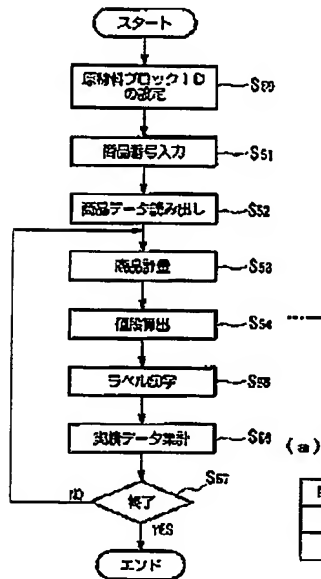 スタート
原材料ブロックID
の設定
S50
商品番号入力
S51
商品データ読み出し
S52
商品計量
S53
値段算出
S54
ラベル印字
S55
実績データ集計
S56
(a)
終了
S57
NO
YES
エンド